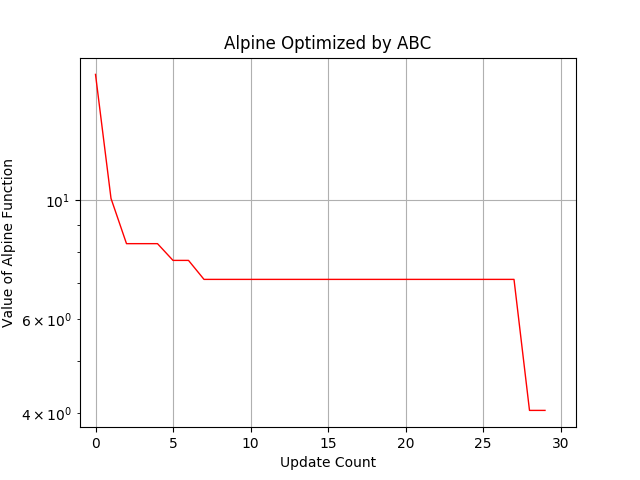 Alpine Optimized by ABC
Value of Alpine Function
10¹
6 × 10⁰
4 × 10⁰
0 5 10 15 20 25 30
Update Count